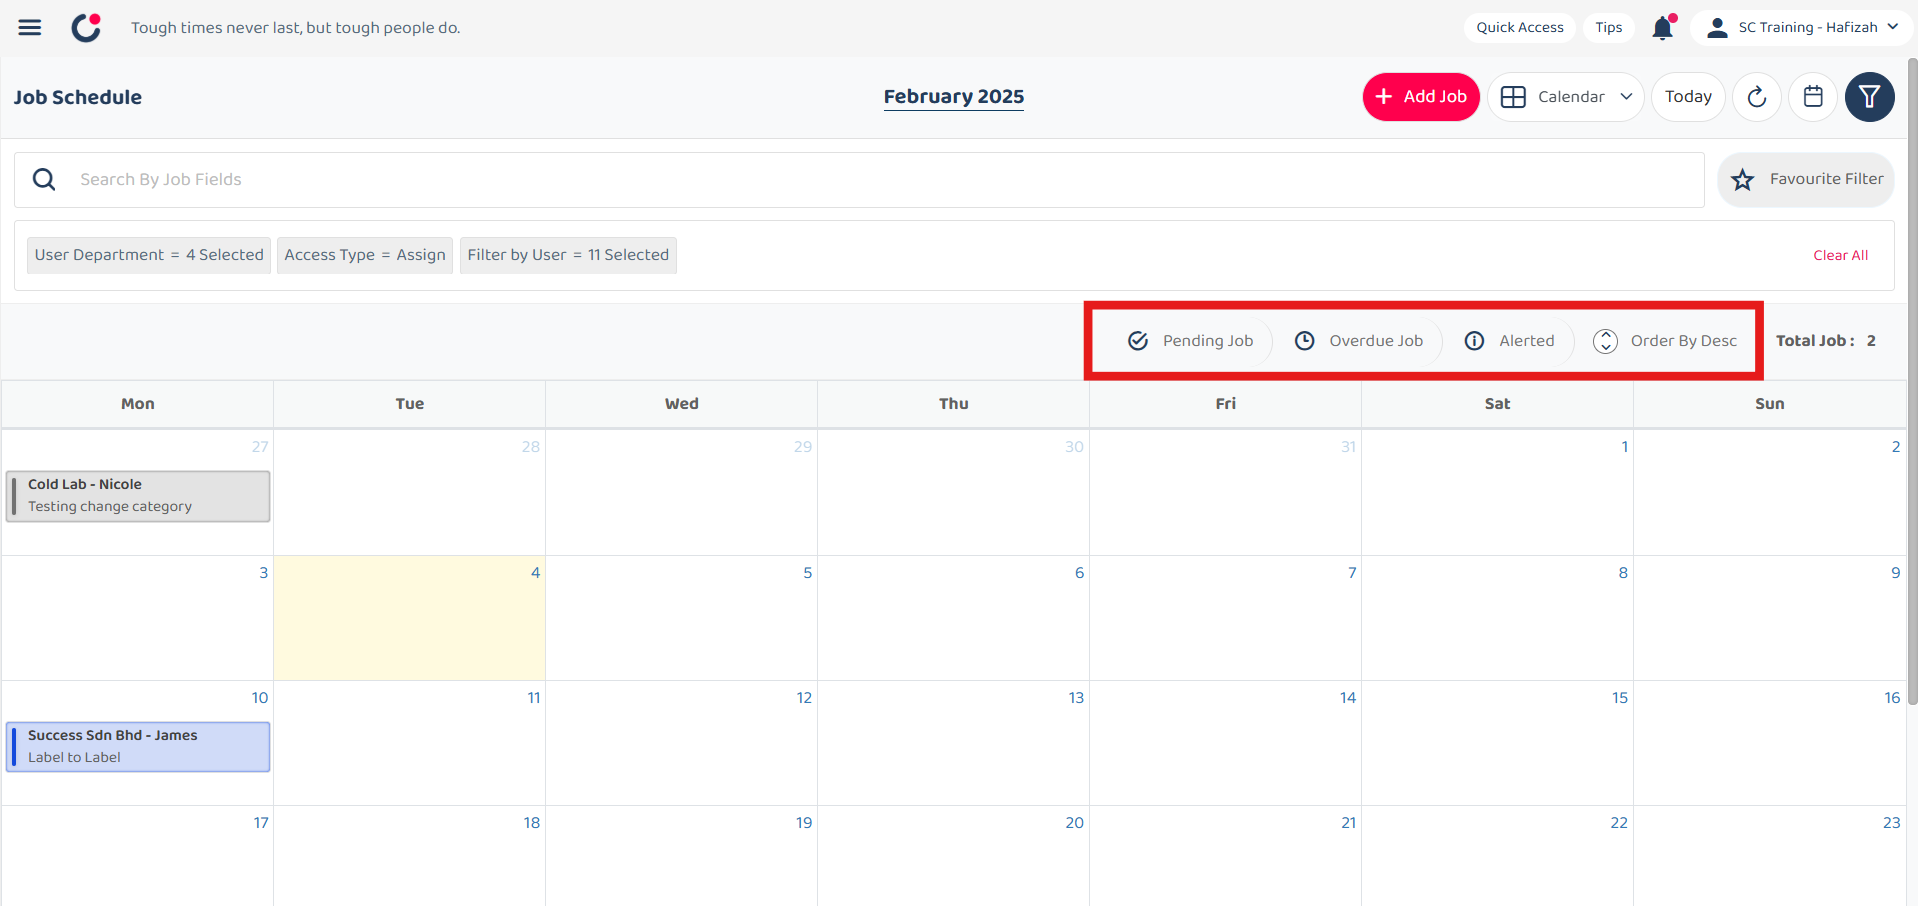 Tough times never last, but tough people do.
Quick Access
Tips
SC Training - Hafizah
Job Schedule
February 2025
+ Add Job
Calendar
Today
Search By Job Fields
Favourite Filter
User Department = 4 Selected
Access Type = Assign
Filter by User = 11 Selected
Clear All
Pending Job
Overdue Job
Alerted
Order By Desc
Total Job : 2
Mon Tue Wed Thu Fri Sat Sun
27 28 29 30 31 1 2
Cold Lab - Nicole
Testing change category
3 4 5 6 7 8 9
10 11 12 13 14 15 16
Success Sdn Bhd - James
Label to Label
17 18 19 20 21 22 23